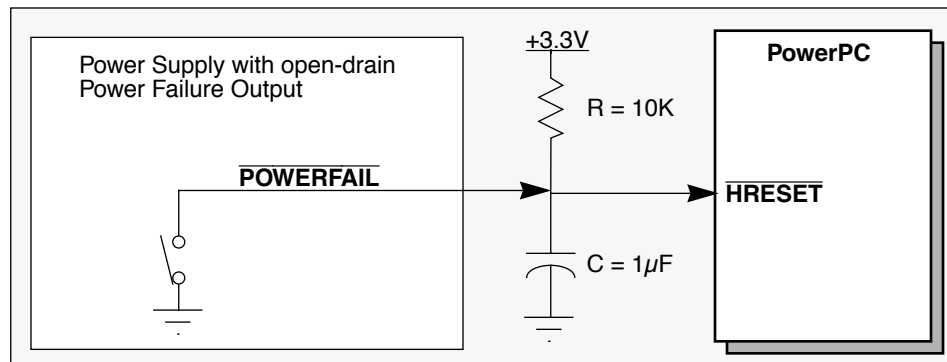 Power Supply with open-drain
Power Failure Output
POWERFAIL
+3.3V
R = 10K
C = 1µF
PowerPC
HRESET